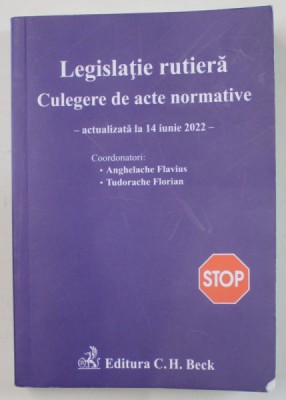 Legislație rutieră
Culegere de acte normative
– actualizată la 14 iunie 2022 –
Coordonatori:
• Anghelache Flavius
• Tudorache Florian
STOP
Editura C. H. Beck